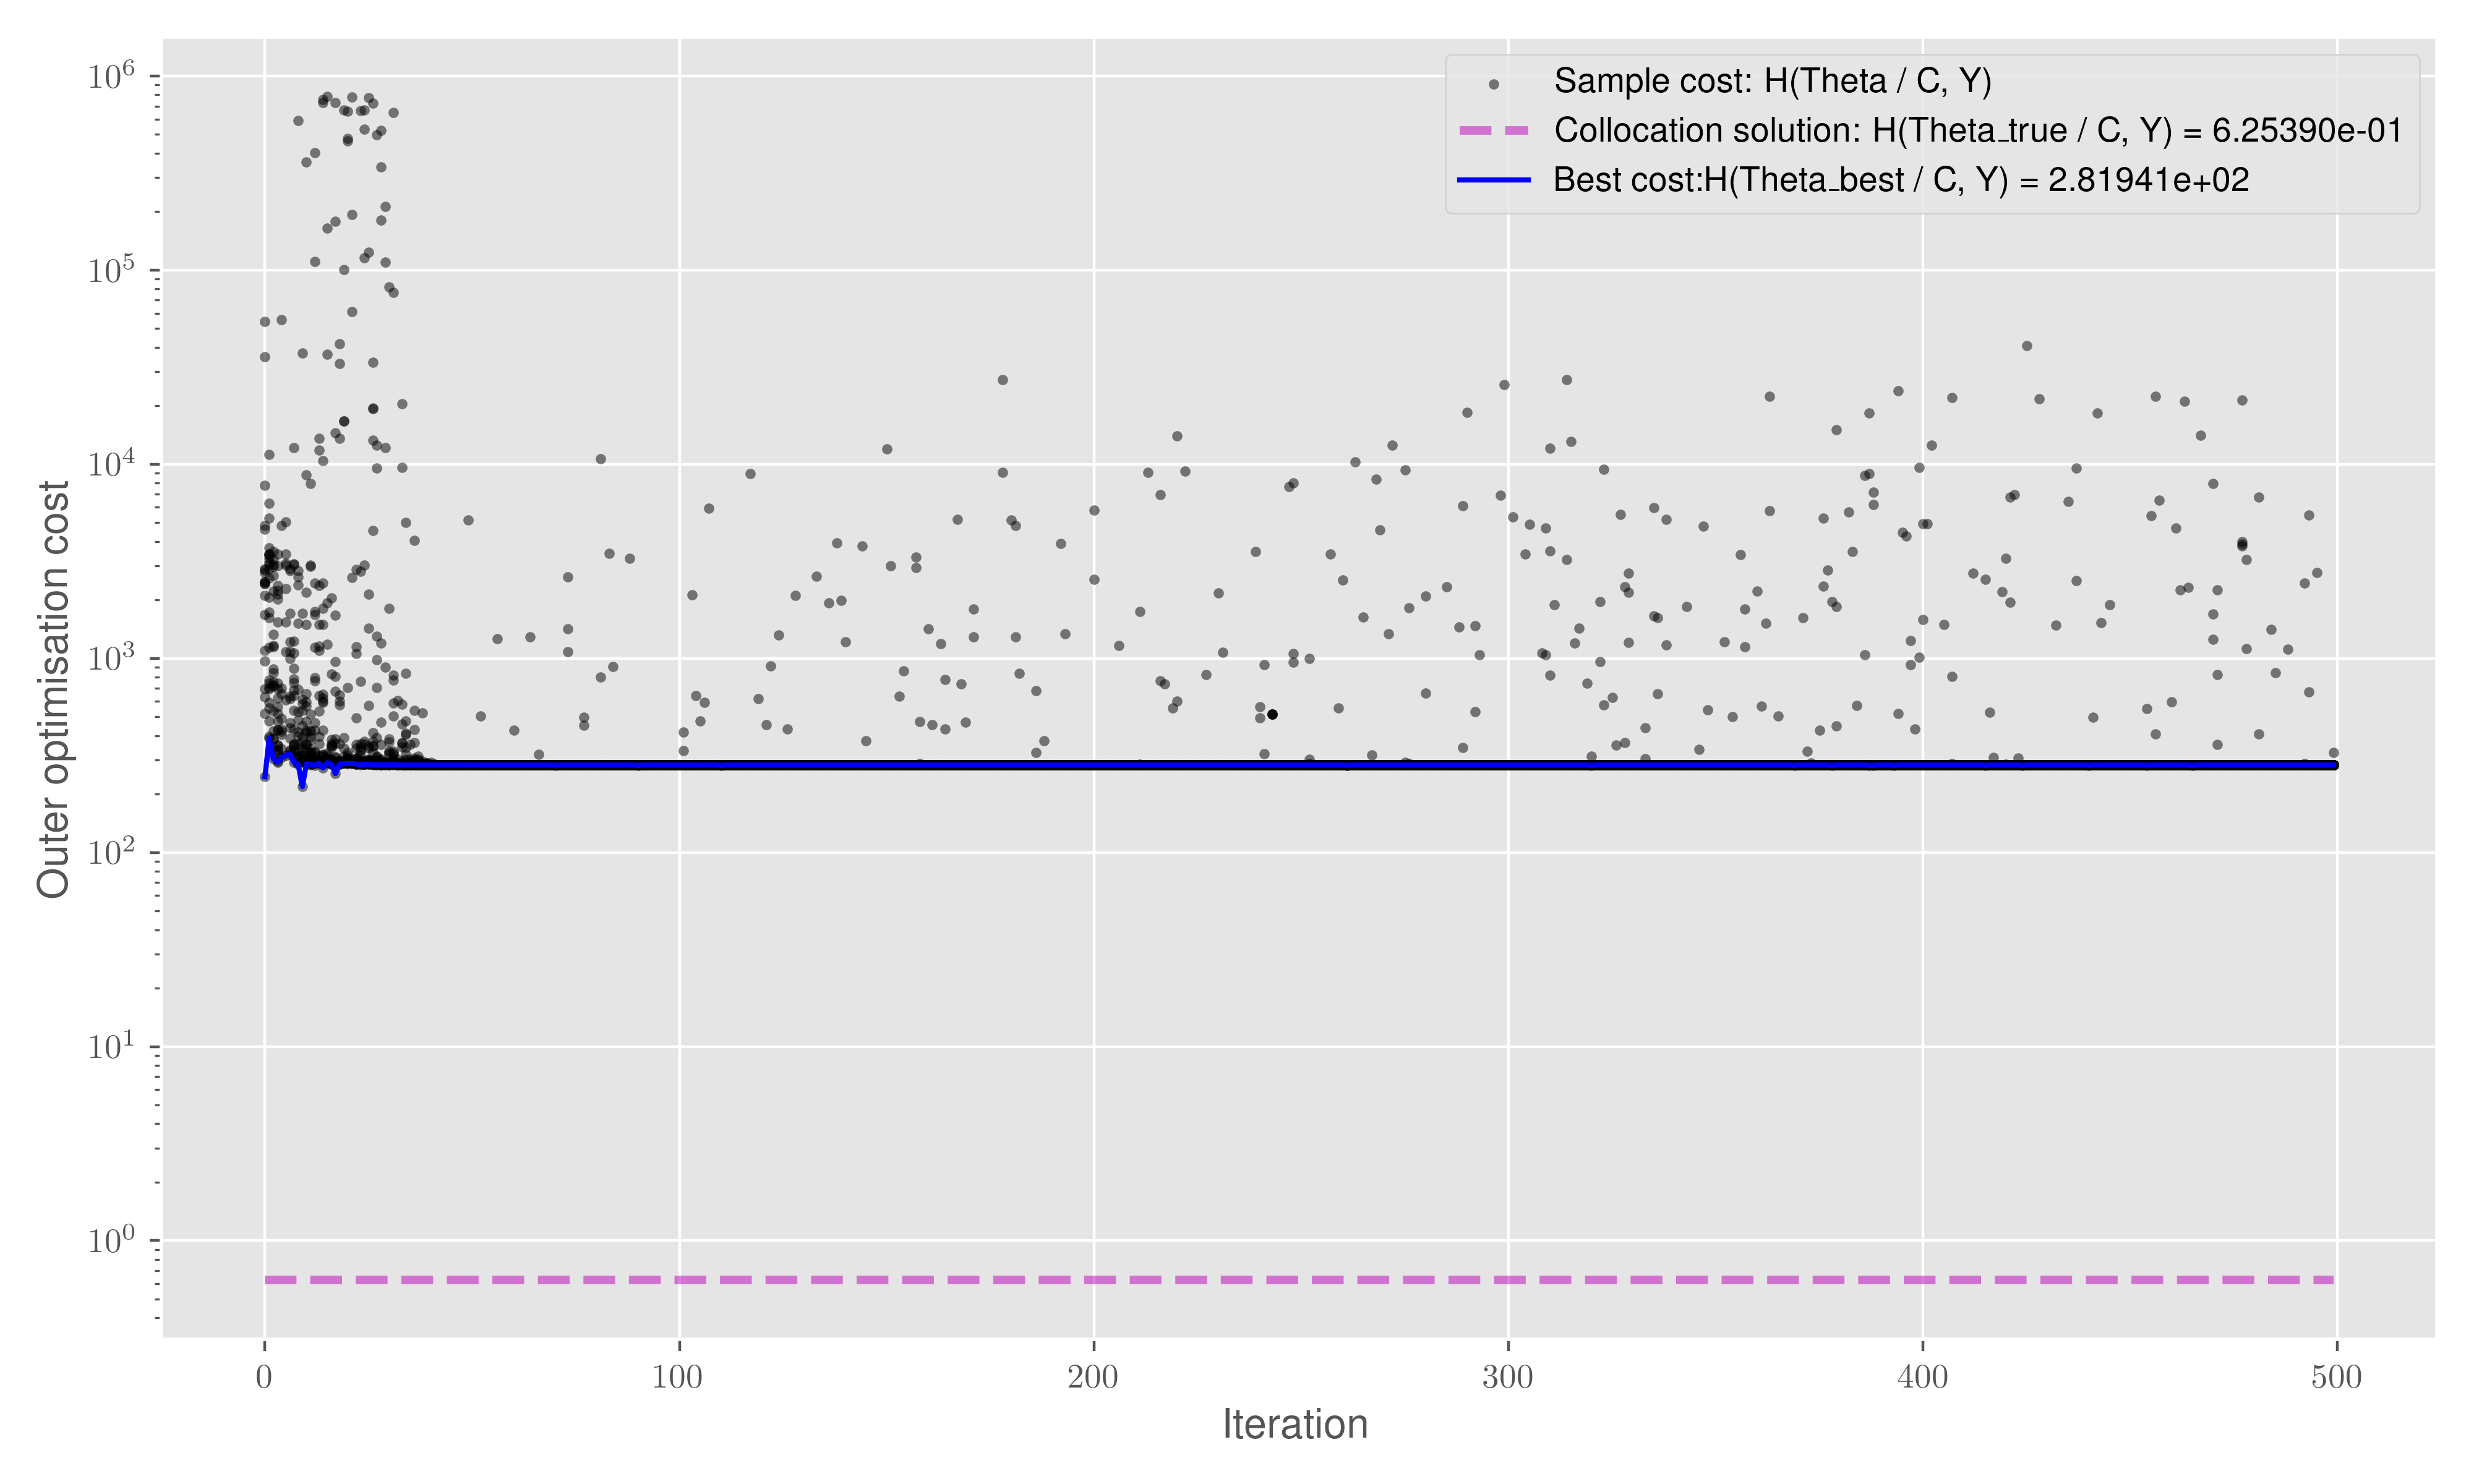 Sample cost: H(Theta / C, Y)
Collocation solution: H(Theta_true / C, Y) = 6.25390e-01
Best cost:H(Theta_best / C, Y) = 2.81941e+02
Outer optimisation cost
10^6
10^5
10^4
10^3
10^2
10^1
10^0
0 100 200 300 400 500
Iteration